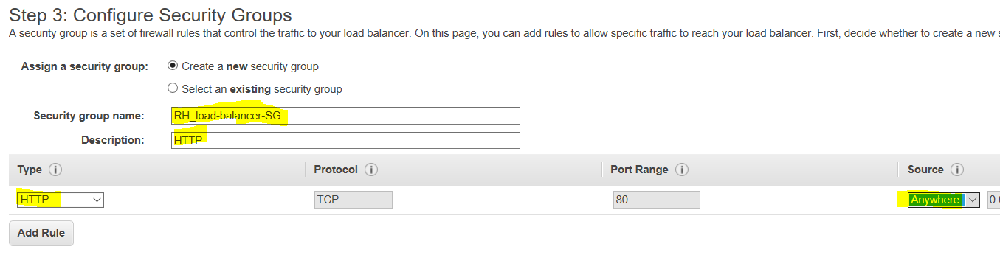 Step 3: Configure Security Groups
A security group is a set of firewall rules that control the traffic to your load balancer. On this page, you can add rules to allow specific traffic to reach your load balancer. First, decide whether to create a new
Assign a security group: Create a new security group
Select an existing security group
Security group name: RH_load-balancer-SG
Description: HTTP
Type Protocol Port Range Source
HTTP TCP 80 Anywhere
Add Rule